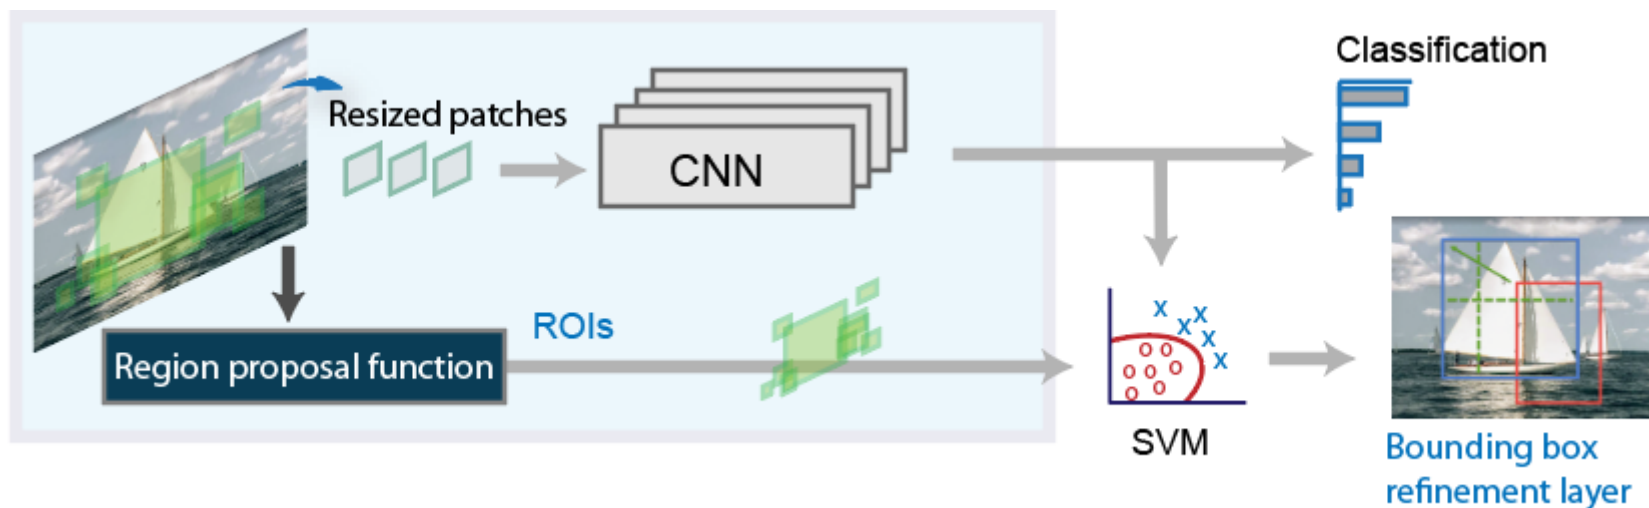 Classification
Resized patches
CNN
ROIs
Region proposal function
x
x
x
x
x
o o
o o o
o o
o
SVM
Bounding box
refinement layer